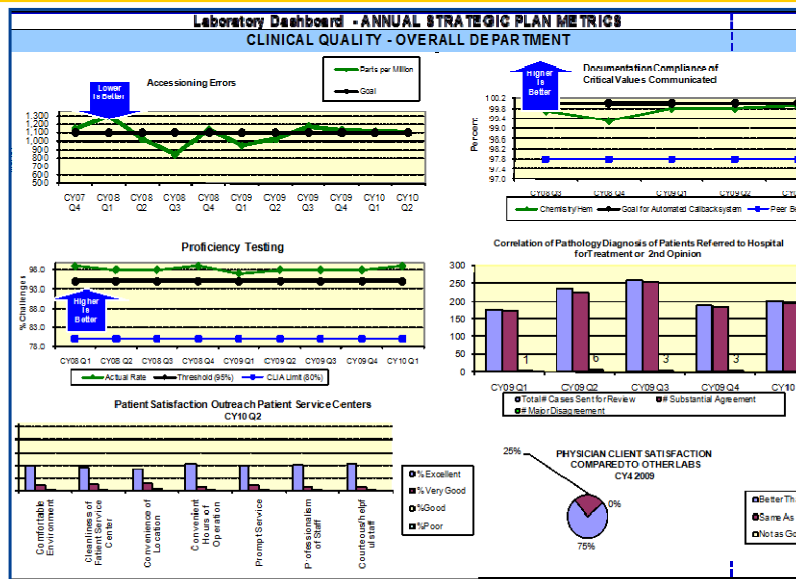 Laboratory Dashboard - ANNUAL STRATEGIC PLAN METRICS
CLINICAL QUALITY - OVERALL DEPARTMENT
Accessioning Errors
Lower
Is Better
Parts per Million
Goal
1,300
1,200
1,100
1,000
900
800
700
600
500
CY07 Q4
CY08 Q1
CY08 Q2
CY08 Q3
CY08 Q4
CY09 Q1
CY09 Q2
CY09 Q3
CY09 Q4
CY10 Q1
CY10 Q2
Documentation Compliance of
Critical Values Communicated
Higher
Is
Better
Percent
100.2
99.8
99.4
99.0
98.6
98.2
97.8
97.4
97.0
CY08 Q3
CY08 Q4
CY09 Q1
CY09 Q2
Chemistry/Hem
Goal for Automated Callback system
Proficiency Testing
% Challenges
98.0
93.0
88.0
83.0
78.0
Higher
Is
Better
CY08 Q1
CY08 Q2
CY08 Q3
CY08 Q4
CY09 Q1
CY09 Q2
CY09 Q3
CY09 Q4
CY10 Q1
Actual Rate
Threshold (95%)
CLIA Limit (80%)
Correlation of Pathology Diagnosis of Patients Referred to Hospital
for Treatment or 2nd Opinion
300
250
200
150
100
50
0
1
6
3
3
CY09 Q1
CY09 Q2
CY09 Q3
CY09 Q4
CY10
Total # Cases Sent for Review
# Substantial Agreement
# Major Disagreement
Patient Satisfaction Outreach Patient Service Centers
CY10 Q2
Comfortable Environment
Cleanliness of Patient Service Center
Convenience of Location
Convenient Hours of Operation
Prompt Service
Professionalism of Staff
Courteous/helpful staff
% Excellent
% Very Good
% Good
% Poor
PHYSICIAN CLIENT SATISFACTION
COMPARED TO OTHER LABS
CY4 2009
25%
0%
75%
Better Tha
Same As
Not as Go